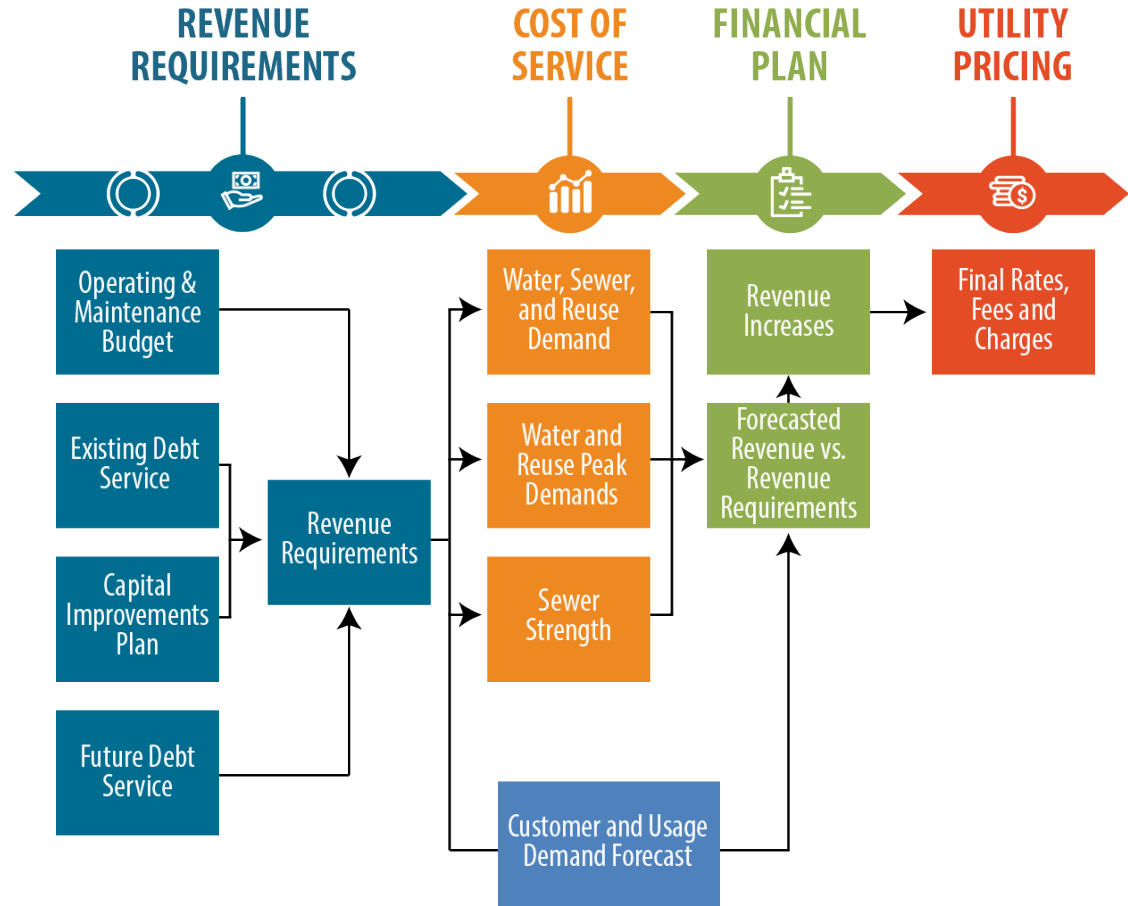 REVENUE
REQUIREMENTS
COST OF
SERVICE
FINANCIAL
PLAN
UTILITY
PRICING
$
Operating &
Maintenance
Budget
Existing Debt
Service
Capital
Improvements
Plan
Future Debt
Service
Revenue
Requirements
Water, Sewer,
and Reuse
Demand
Water and
Reuse Peak
Demands
Sewer
Strength
Customer and Usage
Demand Forecast
Revenue
Increases
Forecasted
Revenue vs.
Revenue
Requirements
Final Rates,
Fees and
Charges